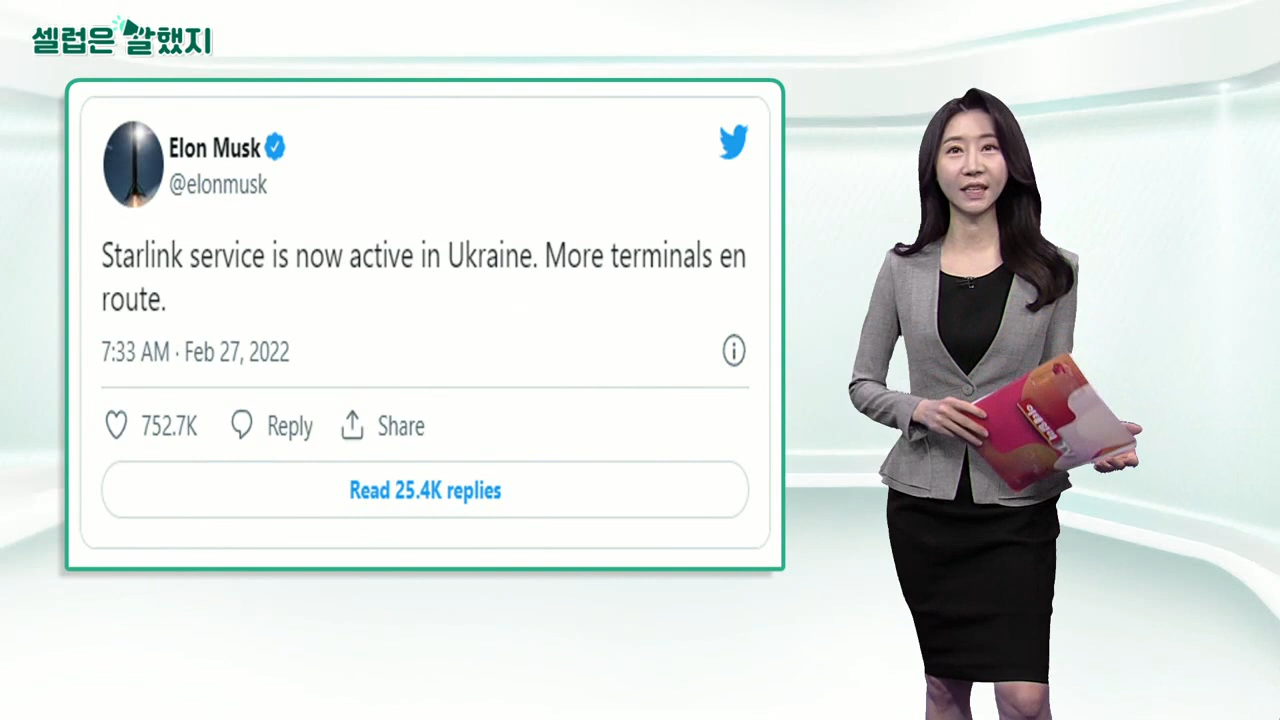 셀럽은 말했지
Elon Musk
@elonmusk
Starlink service is now active in Ukraine. More terminals en
route.
7:33 AM · Feb 27, 2022
752.7K Reply Share
Read 25.4K replies